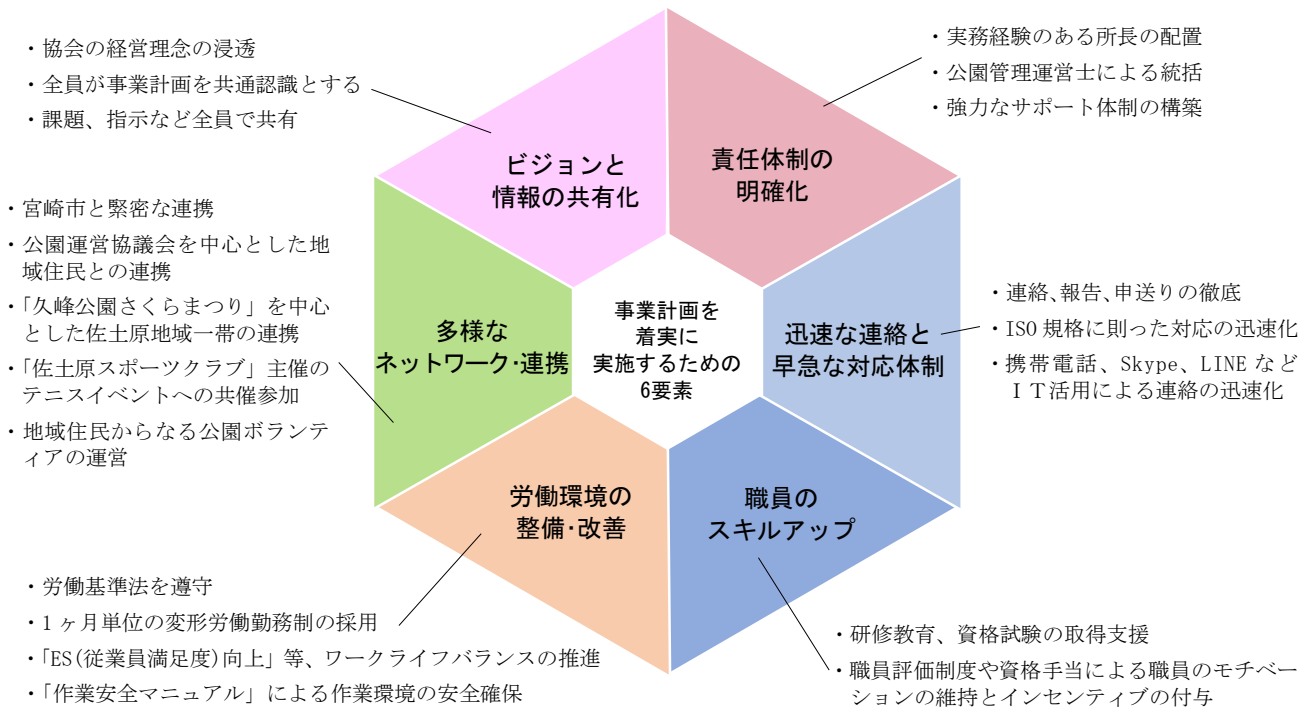 ・協会の経営理念の浸透
・全員が事業計画を共通認識とする
・課題、指示など全員で共有
ビジョンと
情報の共有化
・実務経験のある所長の配置
・公園管理運営士による統括
・強力なサポート体制の構築
責任体制の
明確化
・宮崎市と緊密な連携
・公園運営協議会を中心とした地
域住民との連携
・「久峰公園さくらまつり」を中心
とした佐土原地域一帯の連携
・「佐土原スポーツクラブ」主催の
テニスイベントへの共催参加
・地域住民からなる公園ボランテ
ィアの運営
多様な
ネットワーク・連携
事業計画を
着実に
実施するための
6要素
迅速な連絡と
早急な対応体制
・連絡、報告、申送りの徹底
・ISO 規格に則った対応の迅速化
・携帯電話、Skype、LINE など
ＩＴ活用による連絡の迅速化
労働環境の
整備・改善
・労働基準法を遵守
・1 ヶ月単位の変形労働勤務制の採用
・「ES(従業員満足度)向上」等、ワークライフバランスの推進
・「作業安全マニュアル」による作業環境の安全確保
職員の
スキルアップ
・研修教育、資格試験の取得支援
・職員評価制度や資格手当による職員のモチベー
ションの維持とインセンティブの付与